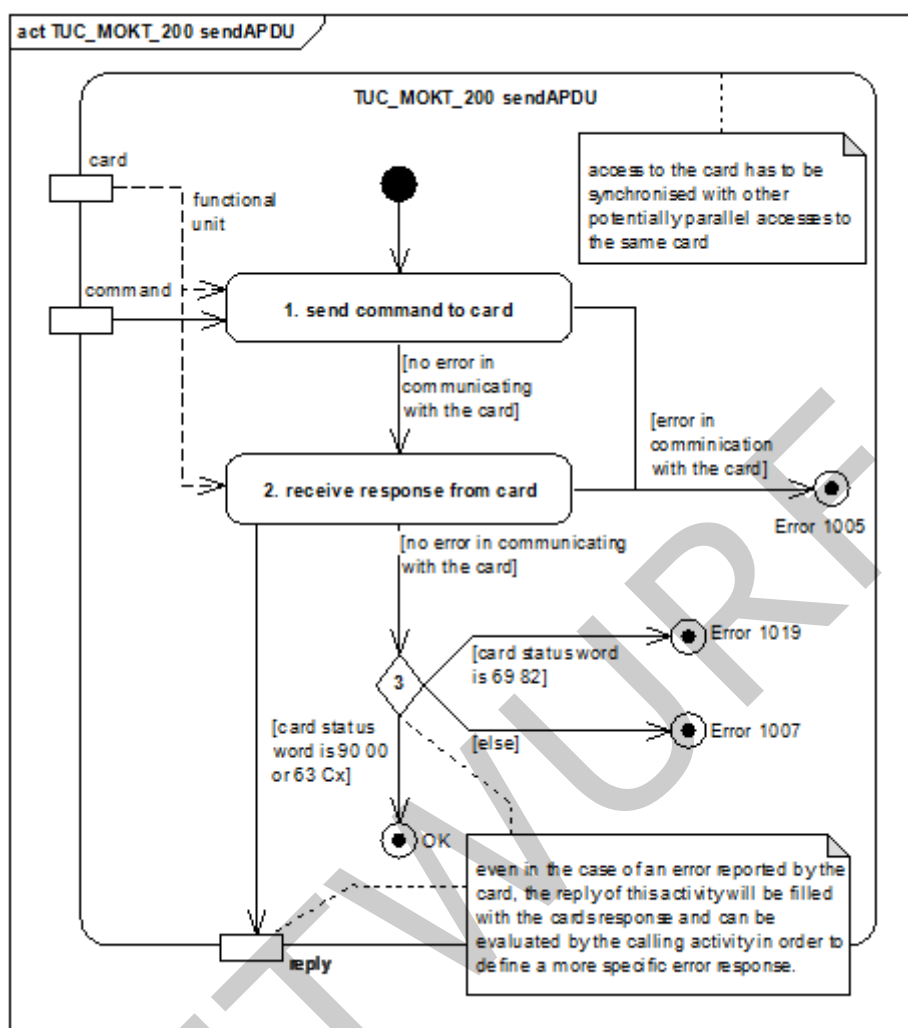 act TUC_MOKT_200 sendAPDU
TUC_MOKT_200 sendAPDU
card
functional
unit
access to the card has to be
synchronised with other
potentially parallel accesses to
the same card
command
1. send command to card
[no error in
communicating
with the card]
[error in
comminication
with the card]
2. receive response from card
Error 1005
[no error in communicating
with the card]
Error 1019
[card status word
is 69 82]
3
[card status
word is 90 00
or 63 Cx]
[else]
Error 1007
OK
even in the case of an error reported by the
card, the reply of this activity will be filled
with the cards response and can be
evaluated by the calling activity in order to
define a more specific error response.
reply
TWURF